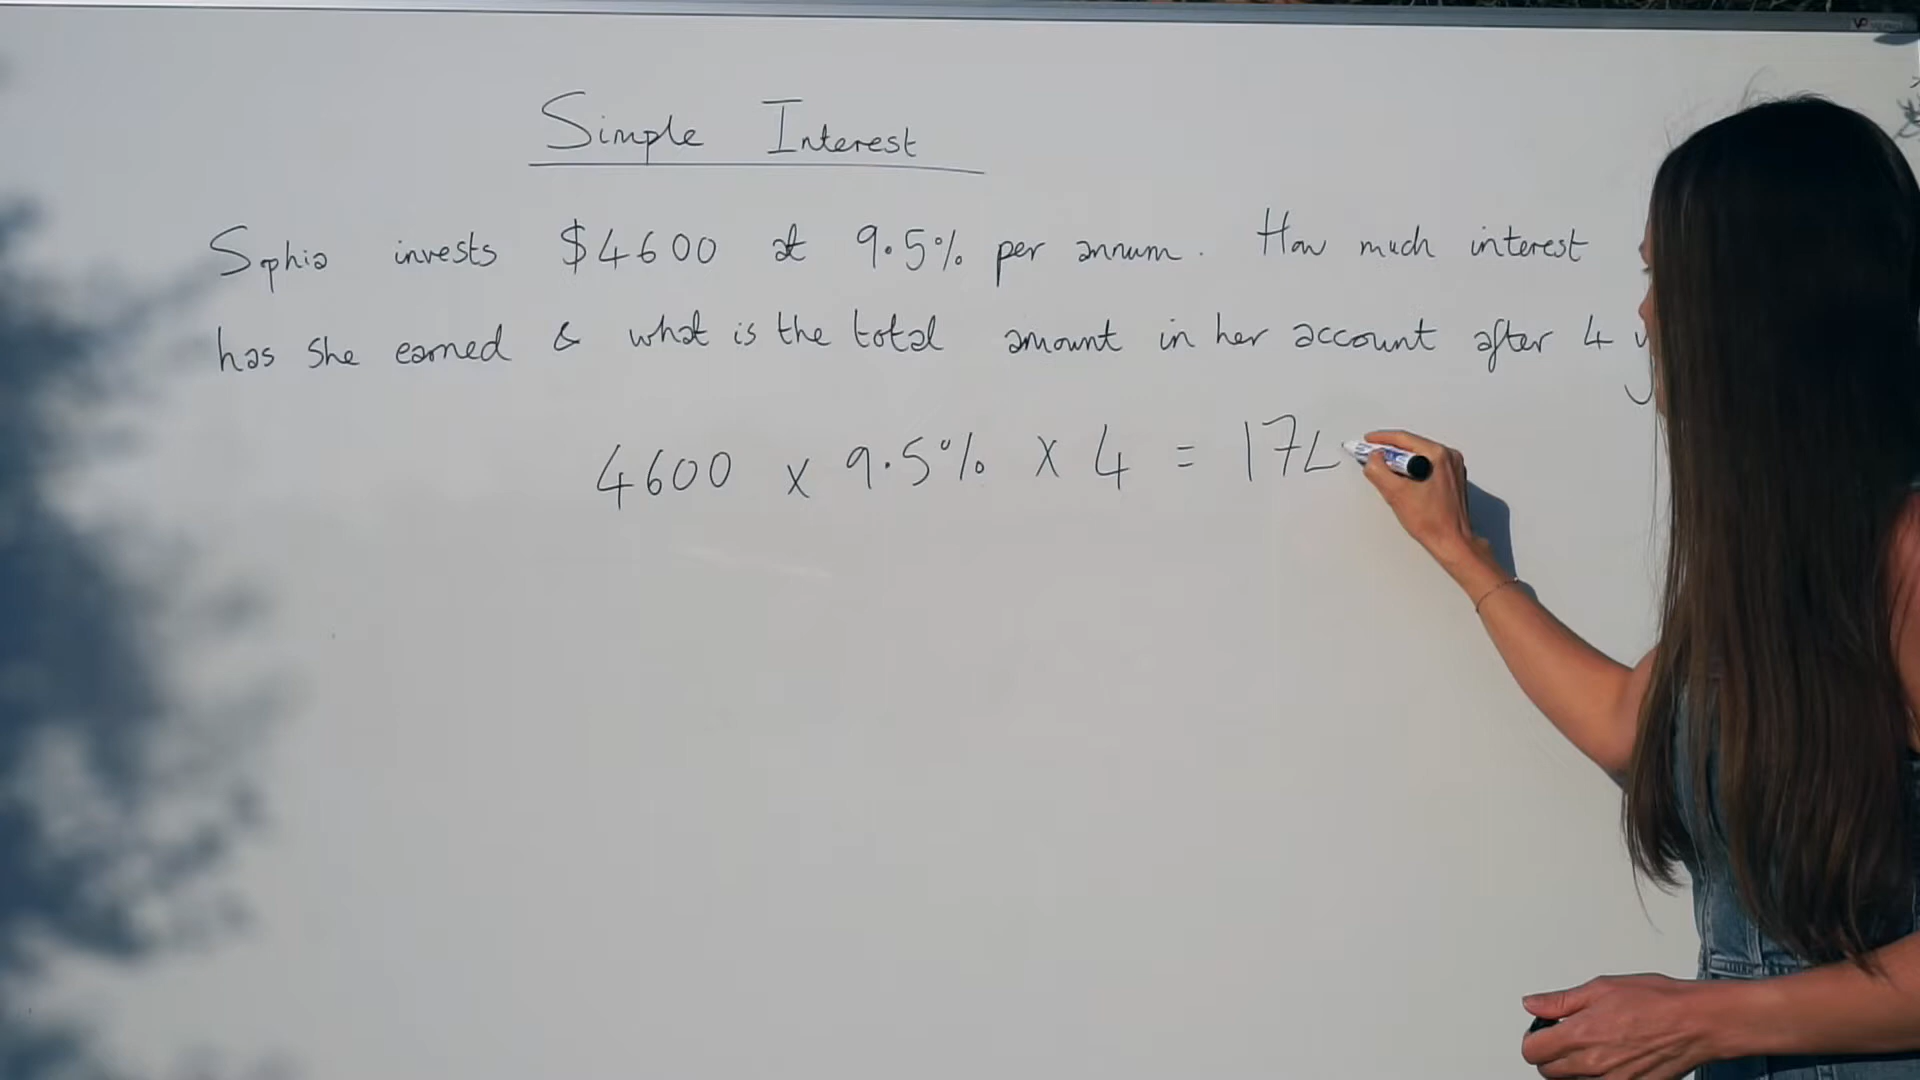 Simple Interest
Sophia invests $4600 at 9.5% per annum. How much interest
has she earned & what is the total amount in her account after 4 y
4600 x 9.5% x 4 = 17